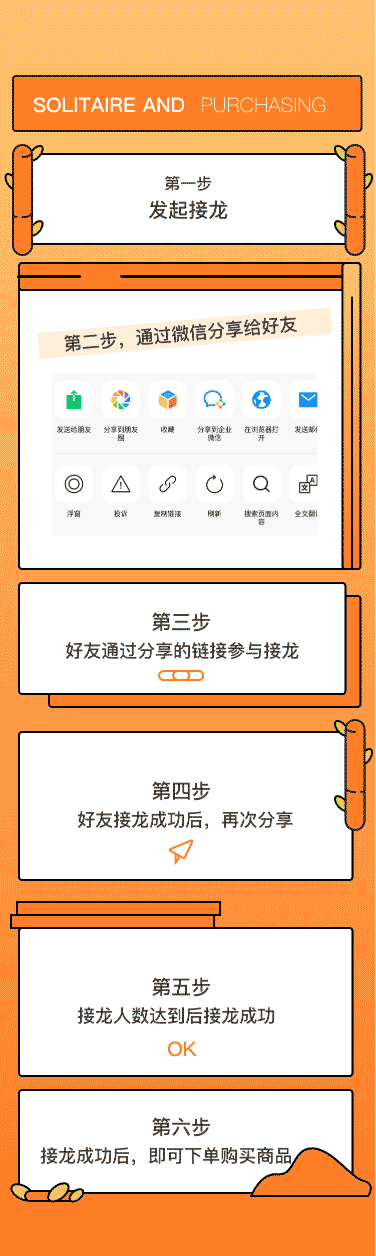 SOLITAIRE AND PURCHASING
第一步
发起接龙
第二步，通过微信分享给好友
发送给朋友
分享到朋友圈
收藏
分享到企业微信
在浏览器打开
发送邮
浮窗
投诉
复制链接
刷新
搜索页面内容
全文翻
第三步
好友通过分享的链接参与接龙
第四步
好友接龙成功后，再次分享
第五步
接龙人数达到后接龙成功
OK
第六步
接龙成功后，即可下单购买商品